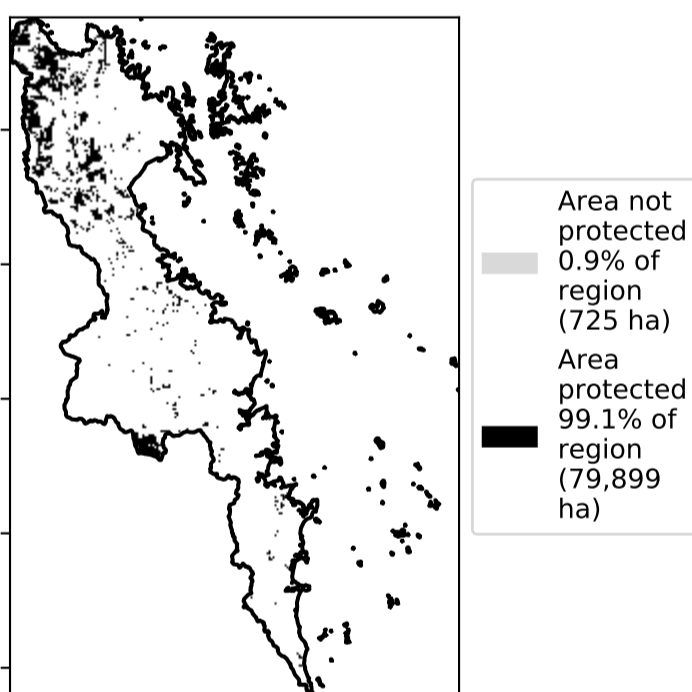 Area not
protected
0.9% of
region
(725 ha)
Area
protected
99.1% of
region
(79,899
ha)